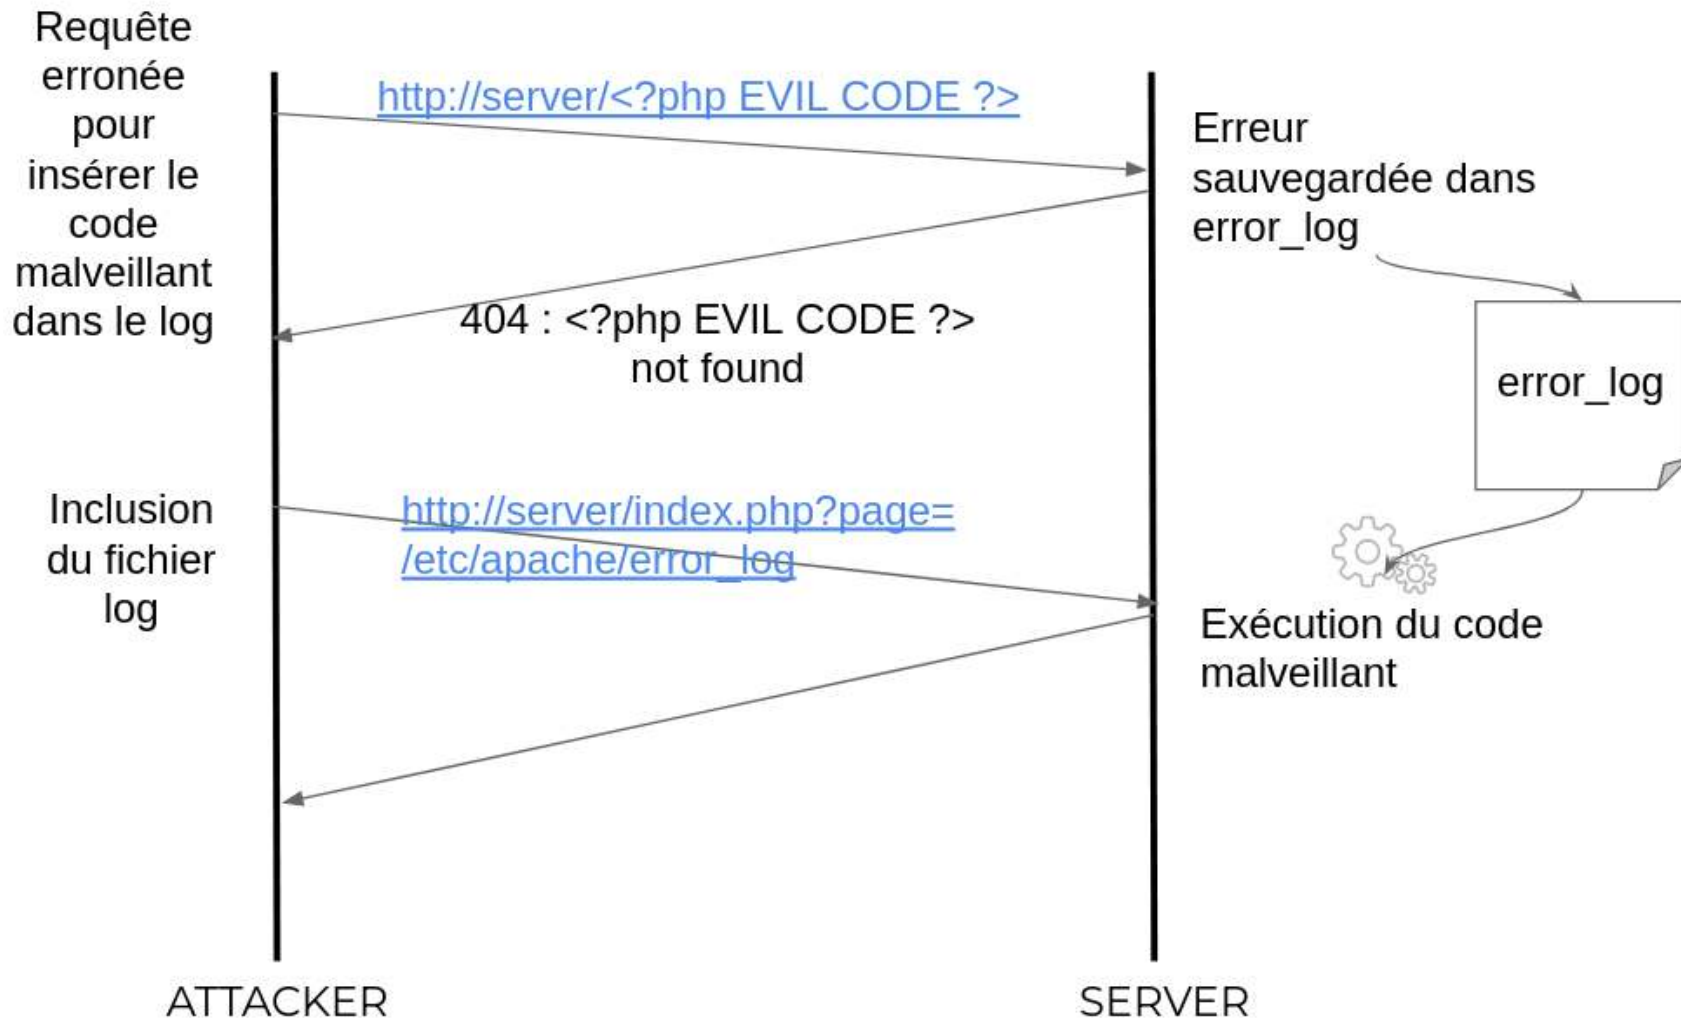 Requête
erronée
pour
insérer le
code
malveillant
dans le log
http://server/<?php EVIL CODE ?>
Erreur
sauvegardée dans
error_log
404 : <?php EVIL CODE ?>
not found
error_log
Inclusion
du fichier
log
http://server/index.php?page=
/etc/apache/error_log
Exécution du code
malveillant
ATTACKER
SERVER